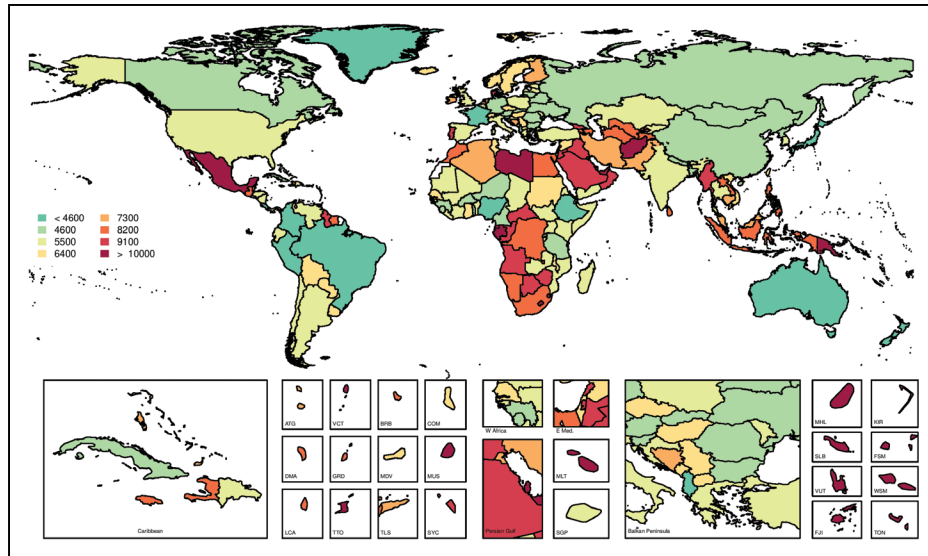 < 4600 7300
4600 8200
5500 9100
6400 > 10000
ATG VCT BRB COM
W Africa E Med.
MHL KIR
DMA GRD MDV MUS
MLT
SLB FSM
VUT WSM
Caribbean
LCA TTO TLS SYC
Persian Gulf
SGP
Balkan Peninsula
FJI TON